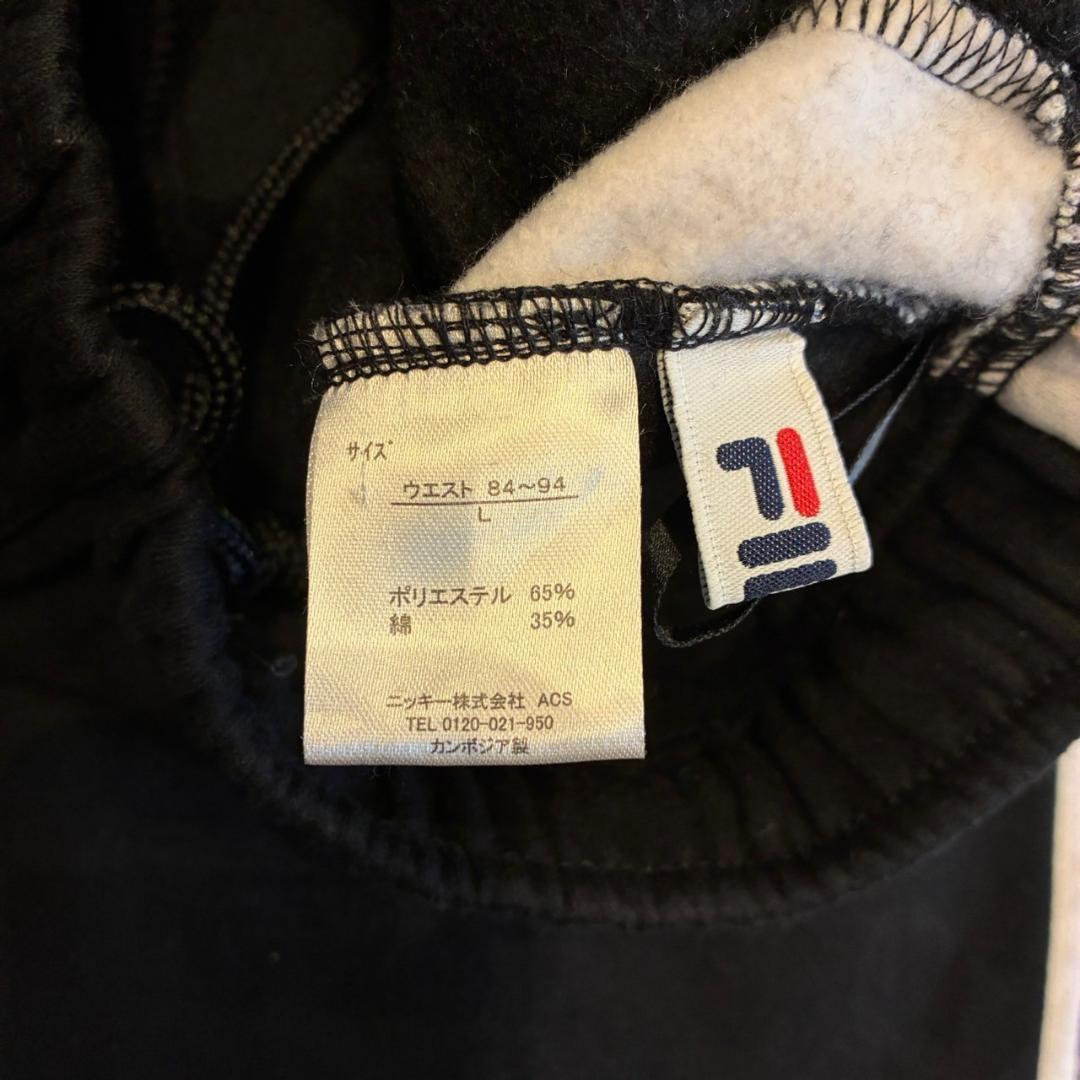 サイズ
ウエスト 84～94
L
ポリエステル 65%
綿 35%
ニッキー株式会社 ACS
TEL 0120-021-950
カンボジア製